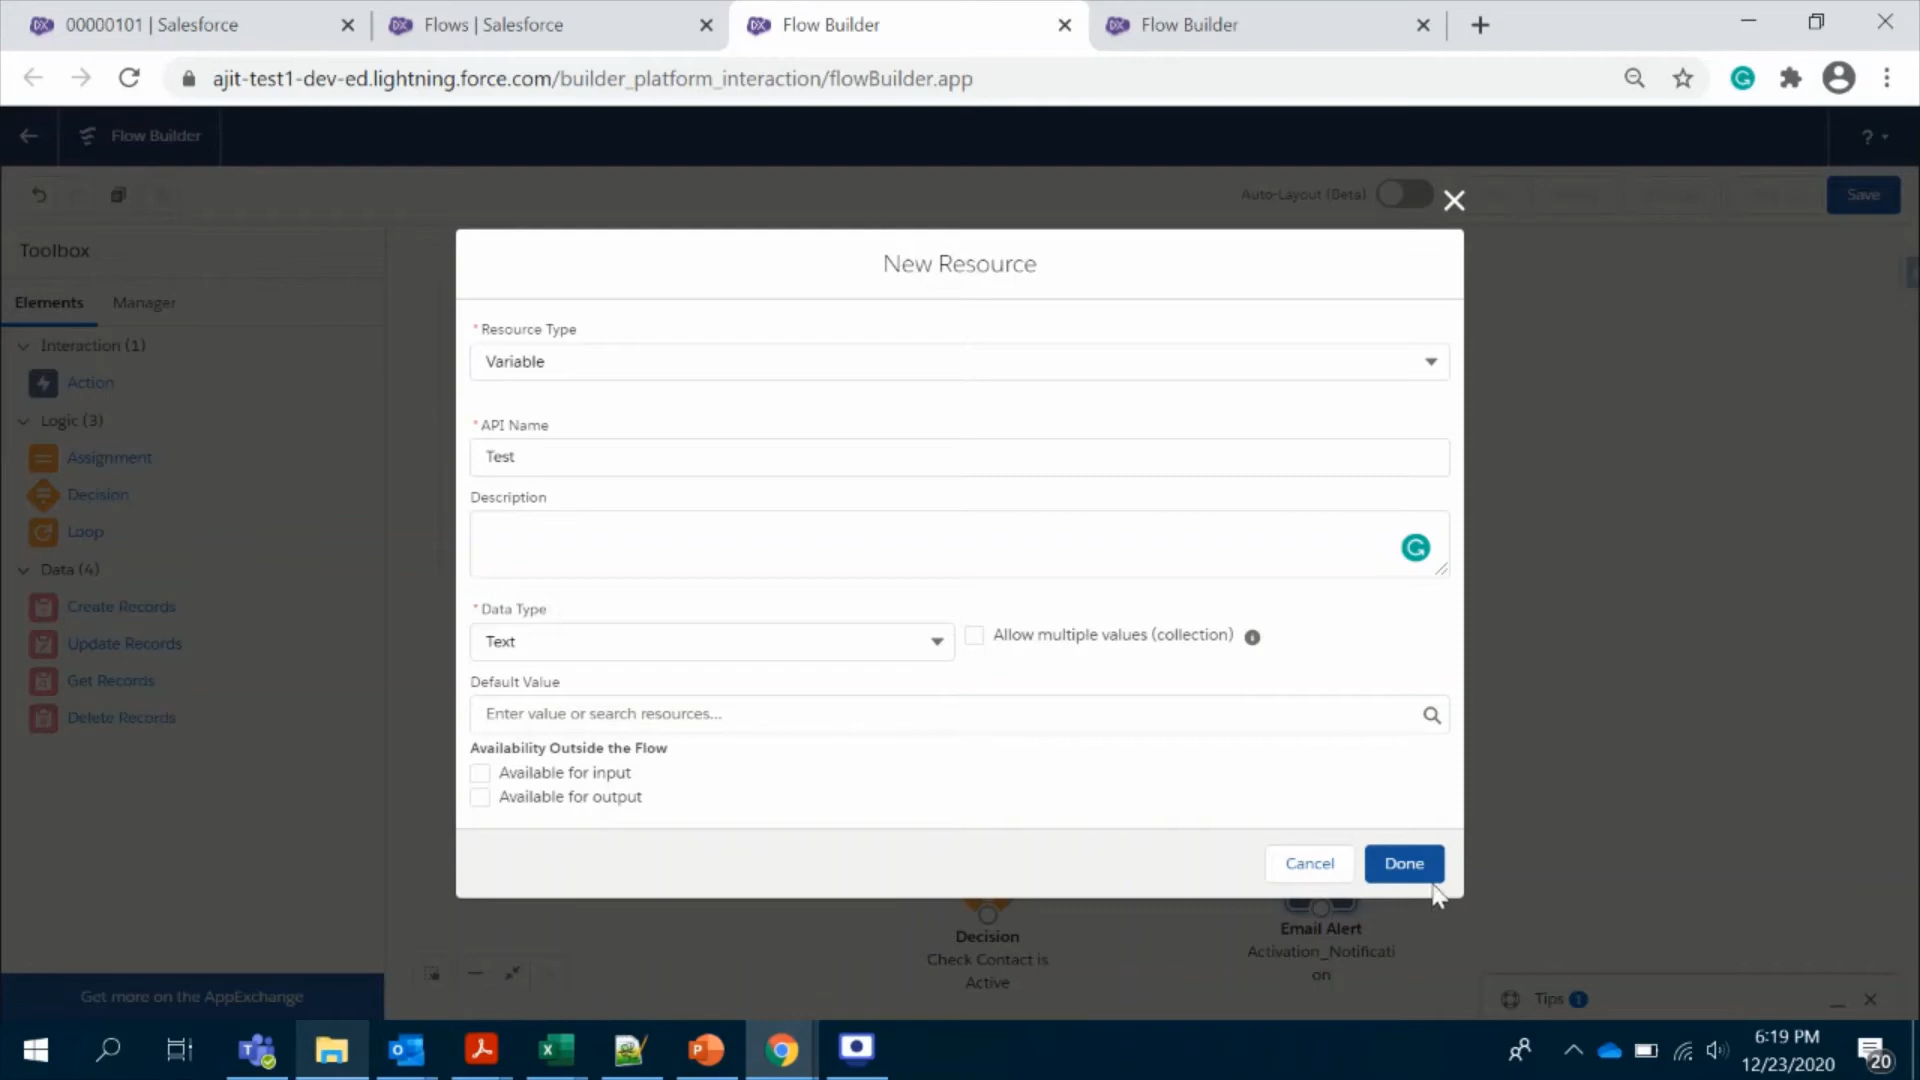 00000101 | Salesforce
Flows | Salesforce
Flow Builder
Flow Builder
ajit-test1-dev-ed.lightning.force.com/builder_platform_interaction/flowBuilder.app
Flow Builder
?
Auto-Layout (Beta)
Save
Toolbox
Elements
Manager
Interaction (1)
Action
Logic (3)
Assignment
Decision
Loop
Data (4)
Create Records
Update Records
Get Records
Delete Records
Get more on the AppExchange
New Resource
* Resource Type
Variable
* API Name
Test
Description
* Data Type
Text
Allow multiple values (collection)
Default Value
Enter value or search resources...
Availability Outside the Flow
Available for input
Available for output
Cancel
Done
Decision
Check Contact is
Active
Email Alert
Activation_Notificati
on
Tips 1
6:19 PM
12/23/2020
20